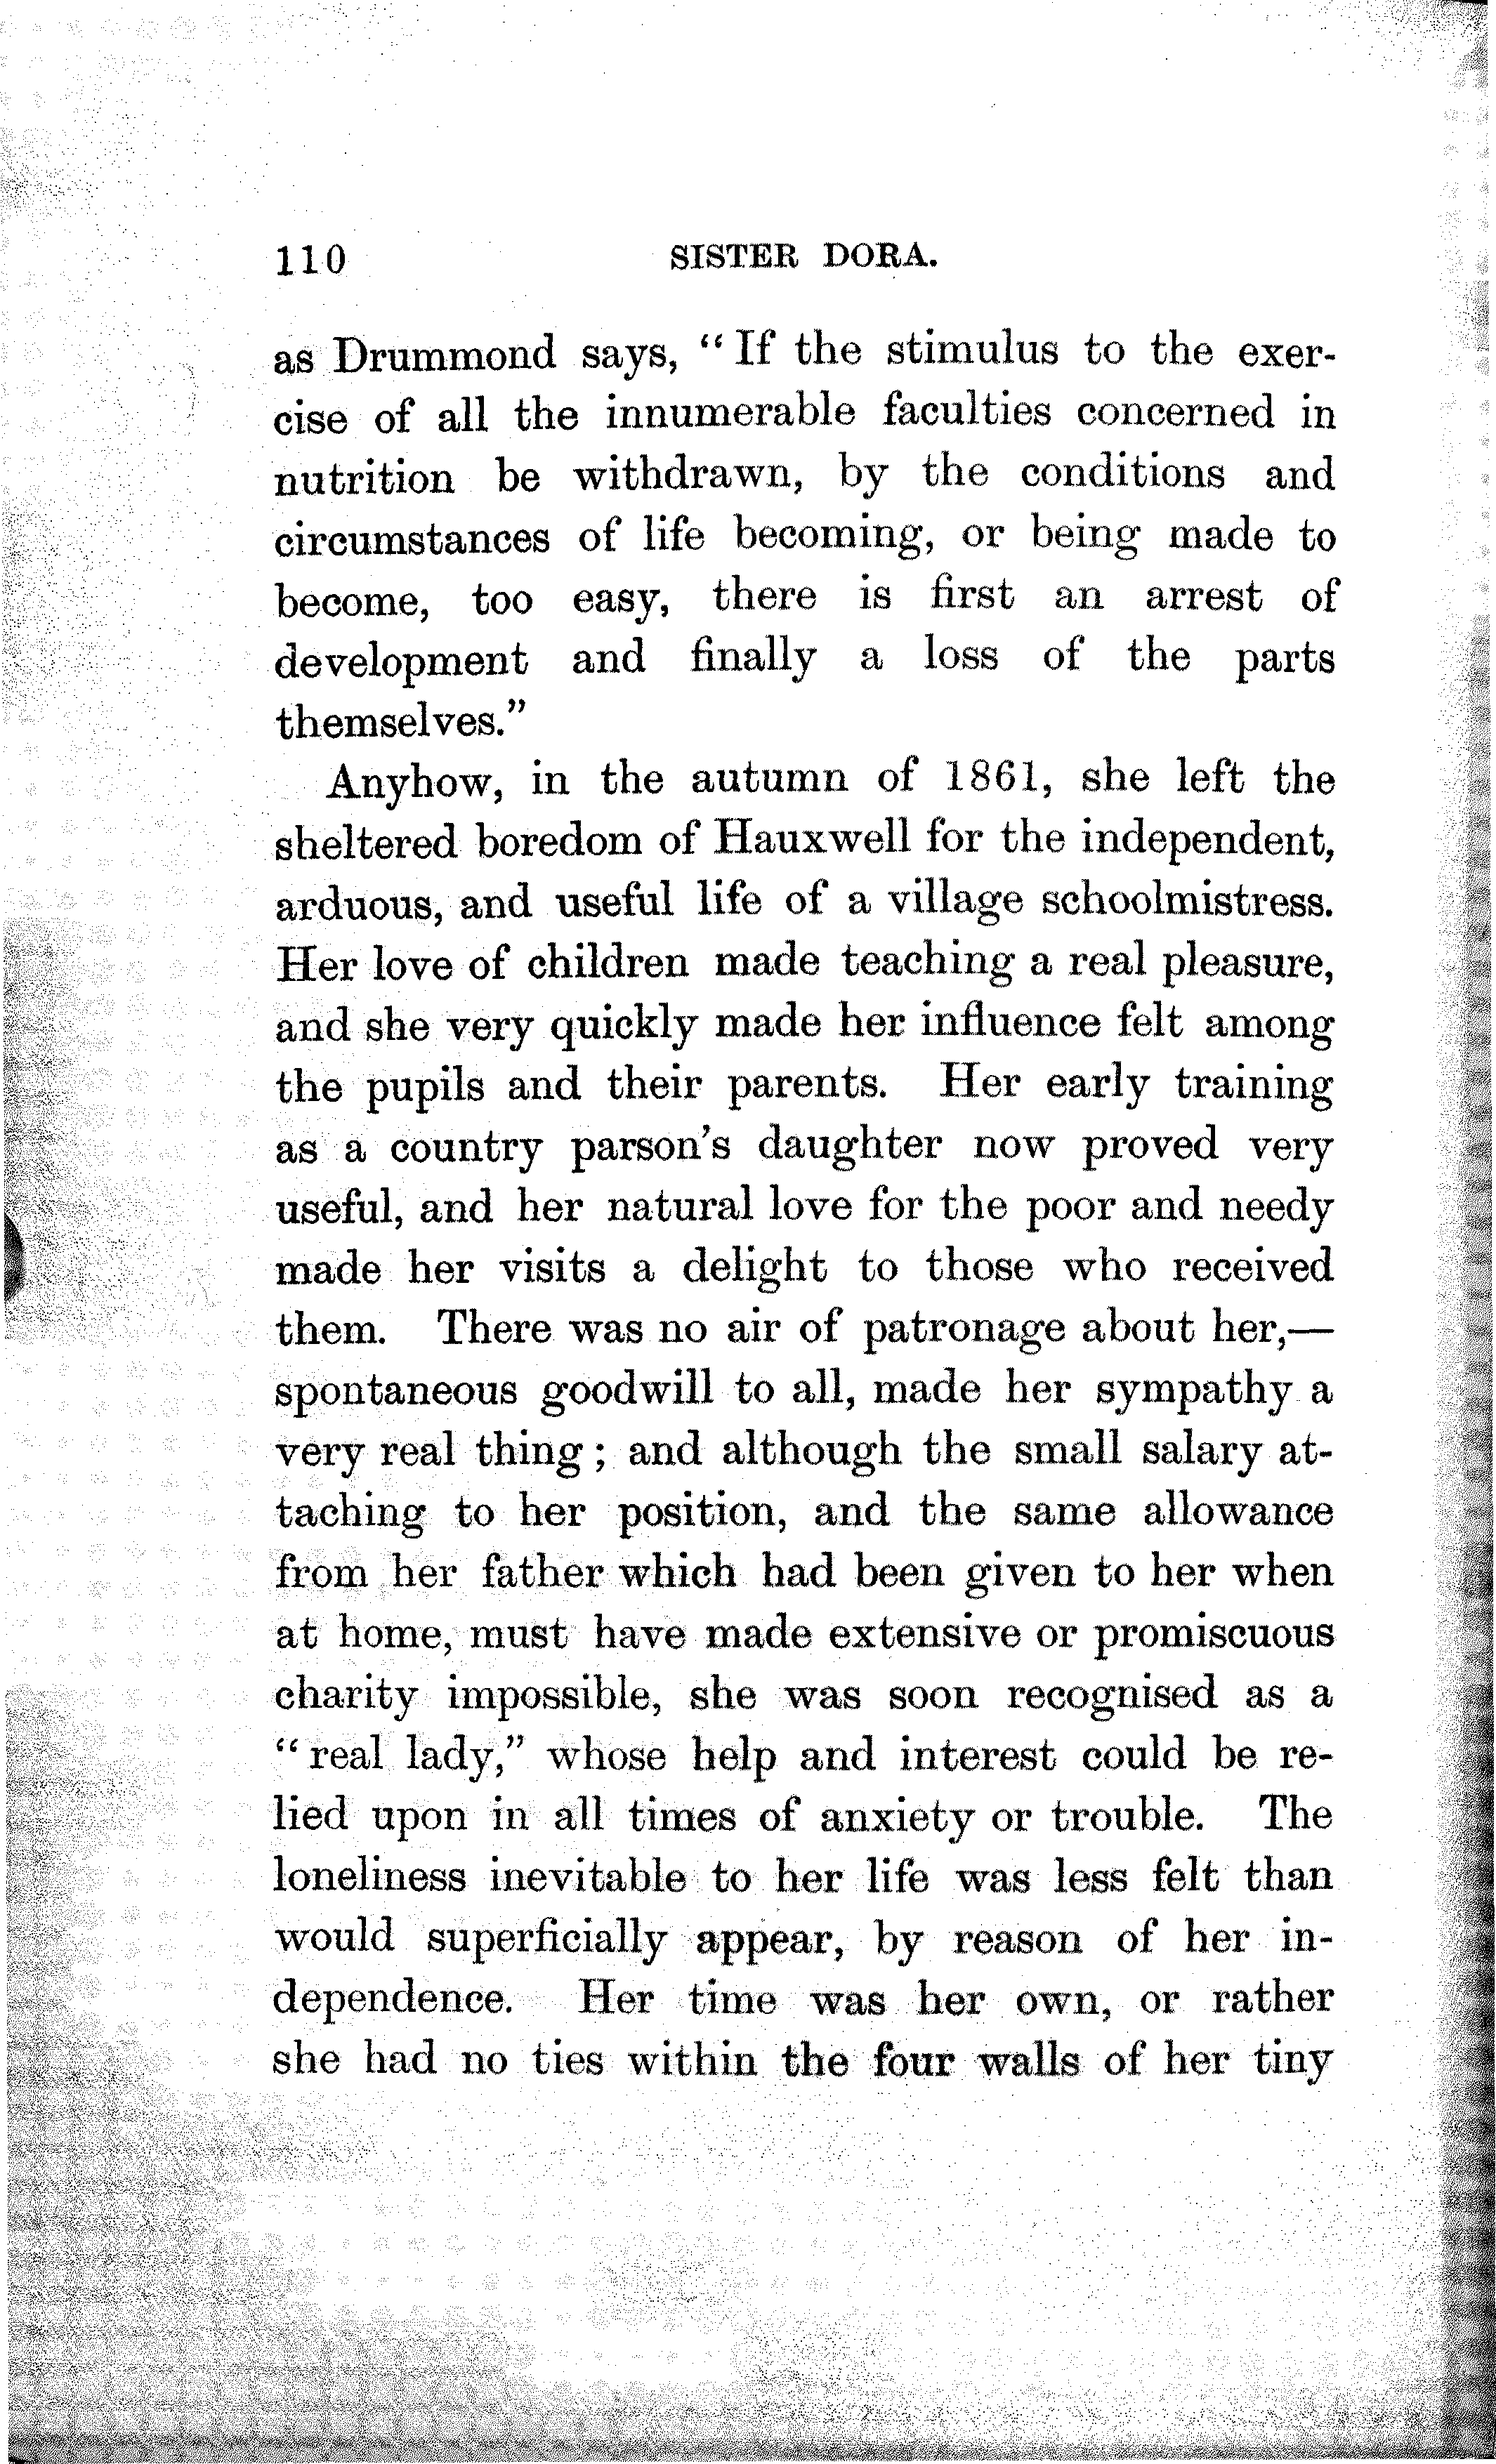 110 SISTER DORA.
as Drummond says, “ If the stimulus to the exer-
cise of all the innumerable faculties concerned in
nutrition be withdrawn, by the conditions and
circumstances of life becoming, or being made to
become, too easy, there is first an arrest of
development and finally a loss of the parts
themselves.”
Anyhow, in the autumn of 1861, she left the
sheltered boredom of Hauxwell for the independent,
arduous, and useful life of a village schoolmistress.
Her love of children made teaching a real pleasure,
and she very quickly made her influence felt among
the pupils and their parents. Her early training
as a country parson’s daughter now proved very
useful, and her natural love for the poor and needy
made her visits a delight to those who received
them. There was no air of patronage about her,—
spontaneous goodwill to all, made her sympathy a
very real thing ; and although the small salary at-
taching to her position, and the same allowance
from her father which had been given to her when
at home, must have made extensive or promiscuous
charity impossible, she was soon recognised as a
“ real lady,” whose help and interest could be re-
lied upon in all times of anxiety or trouble. The
loneliness inevitable to her life was less felt than
would superficially appear, by reason of her in-
dependence. Her time was her own, or rather
she had no ties within the four walls of her tiny